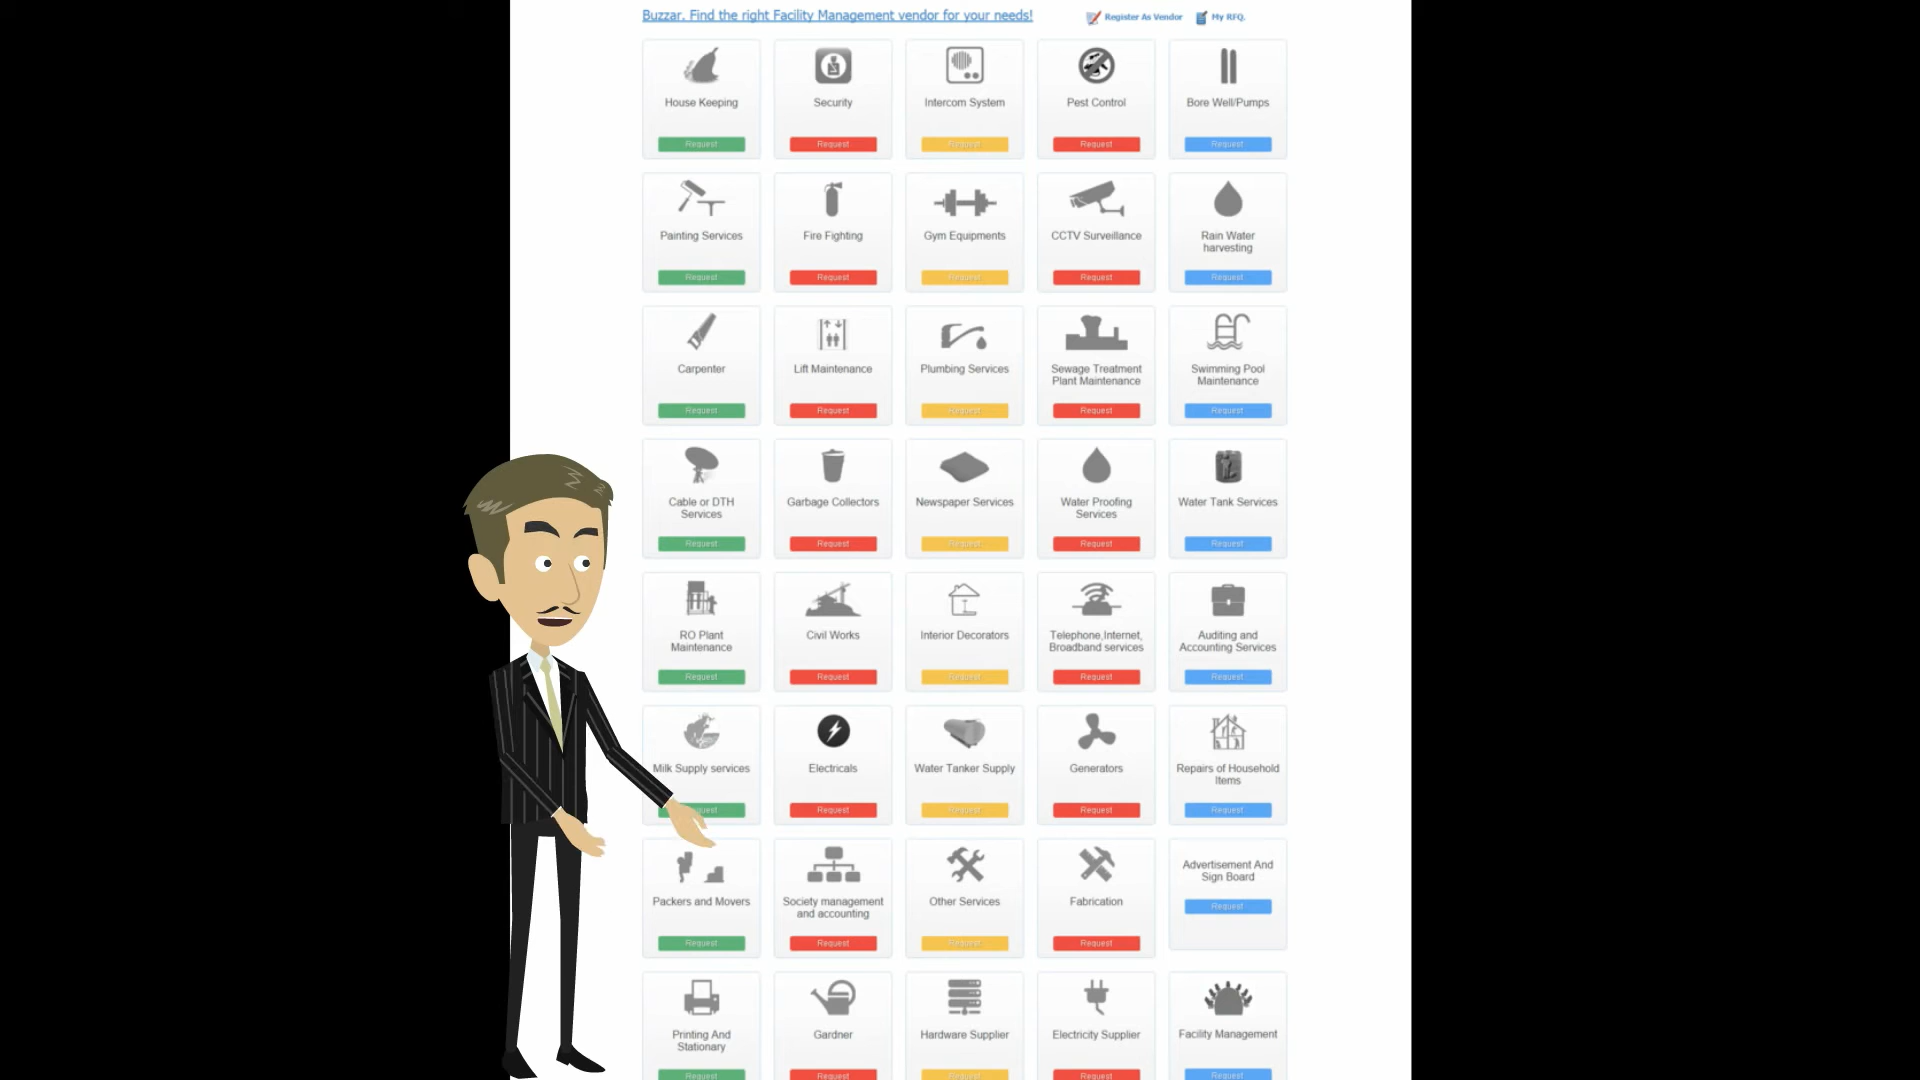 Buzzar. Find the right Facility Management vendor for your needs!
Register As Vendor
My RFQ.
House Keeping
Security
Intercom System
Pest Control
Bore Well/Pumps
Request
Request
Request
Request
Request
Painting Services
Fire Fighting
Gym Equipments
CCTV Surveillance
Rain Water
harvesting
Request
Request
Request
Request
Request
Carpenter
Lift Maintenance
Plumbing Services
Sewage Treatment
Plant Maintenance
Swimming Pool
Maintenance
Request
Request
Request
Request
Request
Cable or DTH
Services
Garbage Collectors
Newspaper Services
Water Proofing
Services
Water Tank Services
Request
Request
Request
Request
Request
RO Plant
Maintenance
Civil Works
Interior Decorators
Telephone,Internet,
Broadband services
Auditing and
Accounting Services
Request
Request
Request
Request
Request
Milk Supply services
Electricals
Water Tanker Supply
Generators
Repairs of Household
Items
quest
Request
Request
Request
Request
Packers and Movers
Society management
and accounting
Other Services
Fabrication
Advertisement And
Sign Board
Request
Request
Request
Request
Request
Printing And
Stationary
Gardner
Hardware Supplier
Electricity Supplier
Facility Management
Request
Request
Request
Request
Request